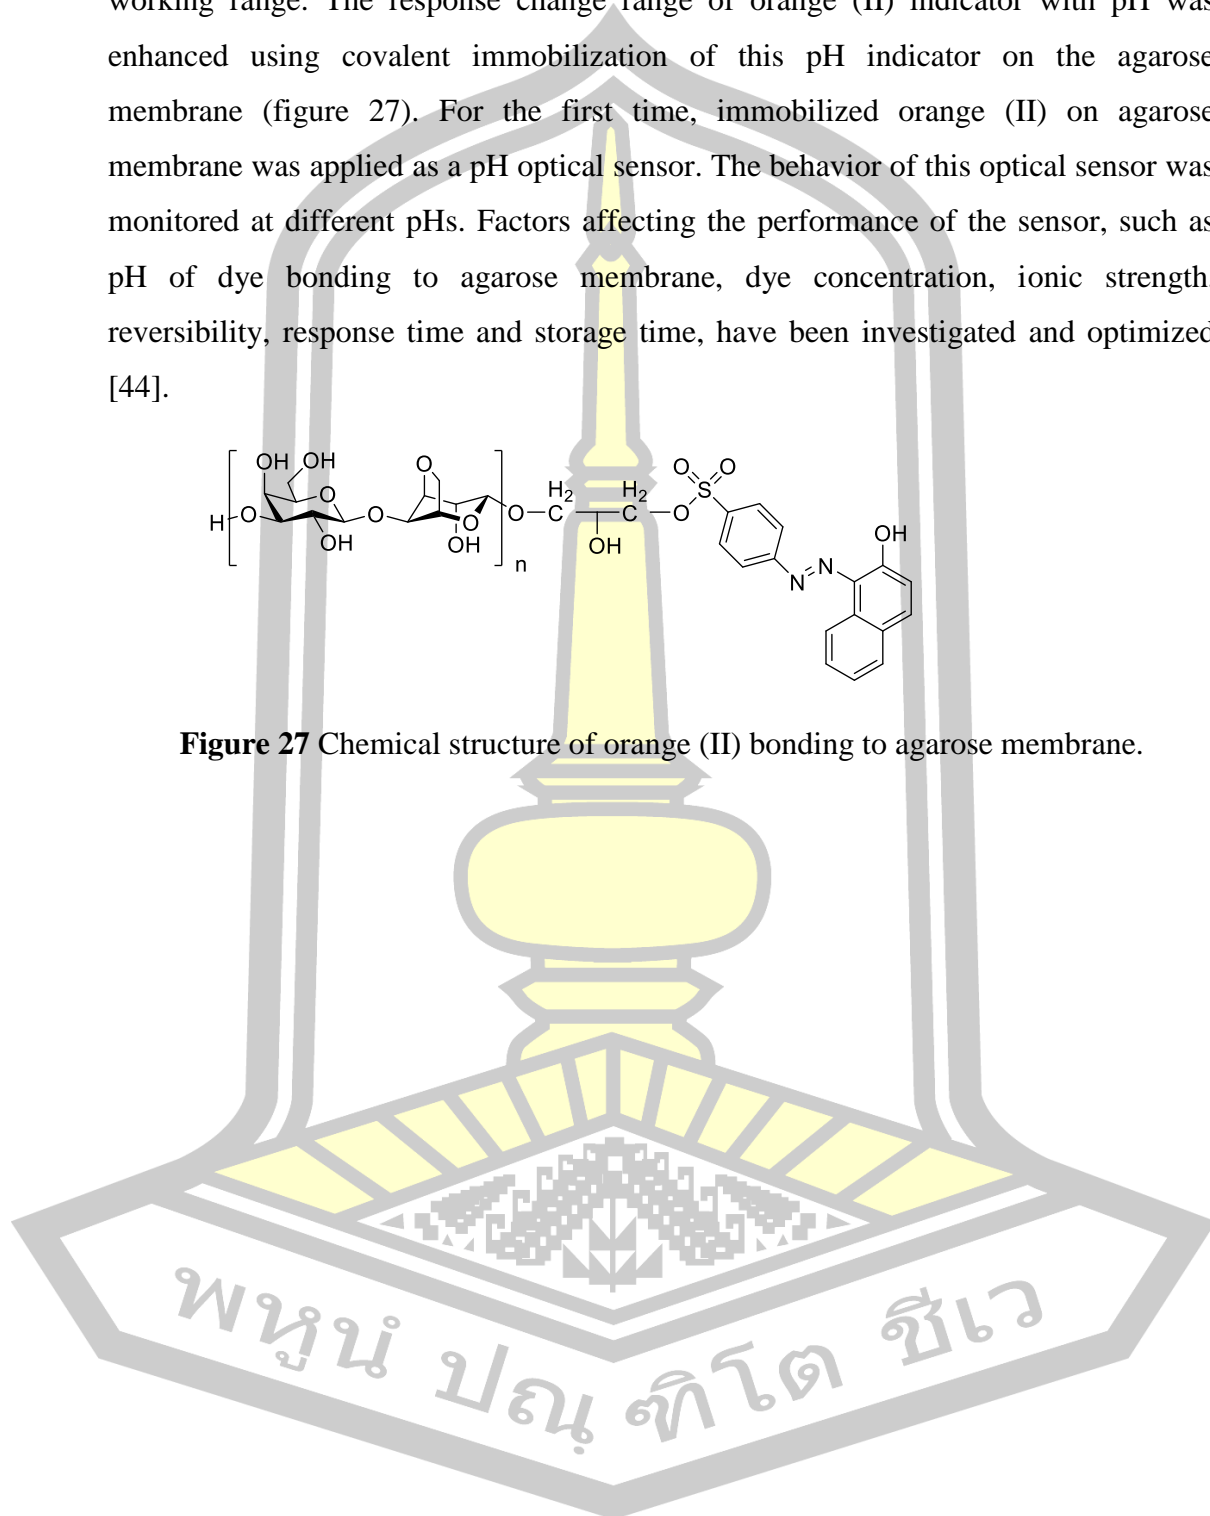 working range. The response change range of orange (II) indicator with pH was
enhanced using covalent immobilization of this pH indicator on the agarose
membrane (figure 27). For the first time, immobilized orange (II) on agarose
membrane was applied as a pH optical sensor. The behavior of this optical sensor was
monitored at different pHs. Factors affecting the performance of the sensor, such as
pH of dye bonding to agarose membrane, dye concentration, ionic strength,
reversibility, response time and storage time, have been investigated and optimized
[44].
OH OH O O O
H O O O O C H2 C H2 O S
OH OH n OH N N OH
Figure 27 Chemical structure of orange (II) bonding to agarose membrane.
พหูนํ ปณฺฑิโต ชีเว